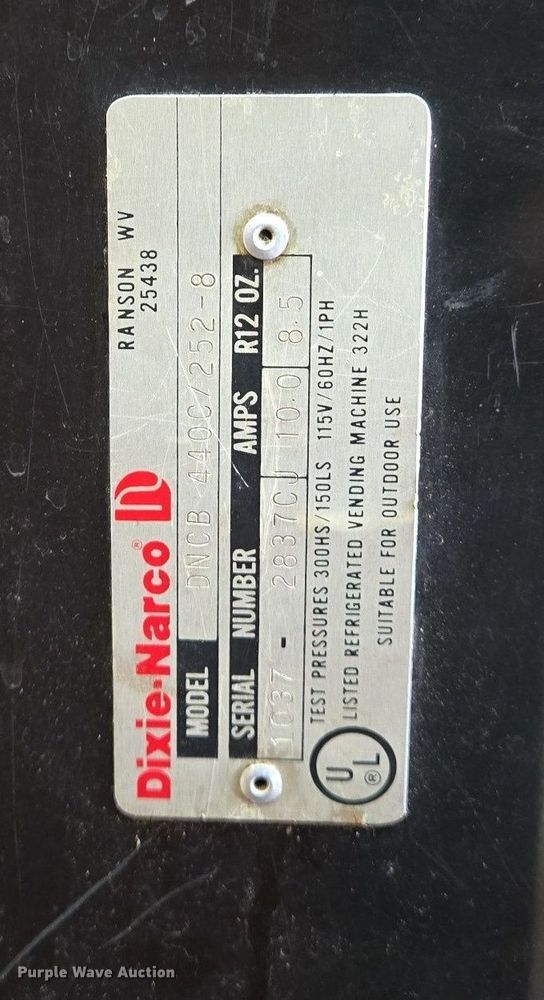 Dixie-Narco®
RANSON WV
25438
MODEL DNCB 440C/252-8
SERIAL NUMBER AMPS R12 OZ.
1037- 2837CJ 10.0 8.5
TEST PRESSURES 300HS/150LS 115V/60HZ/1PH
UL® LISTED REFRIGERATED VENDING MACHINE 322H
SUITABLE FOR OUTDOOR USE
Purple Wave Auction